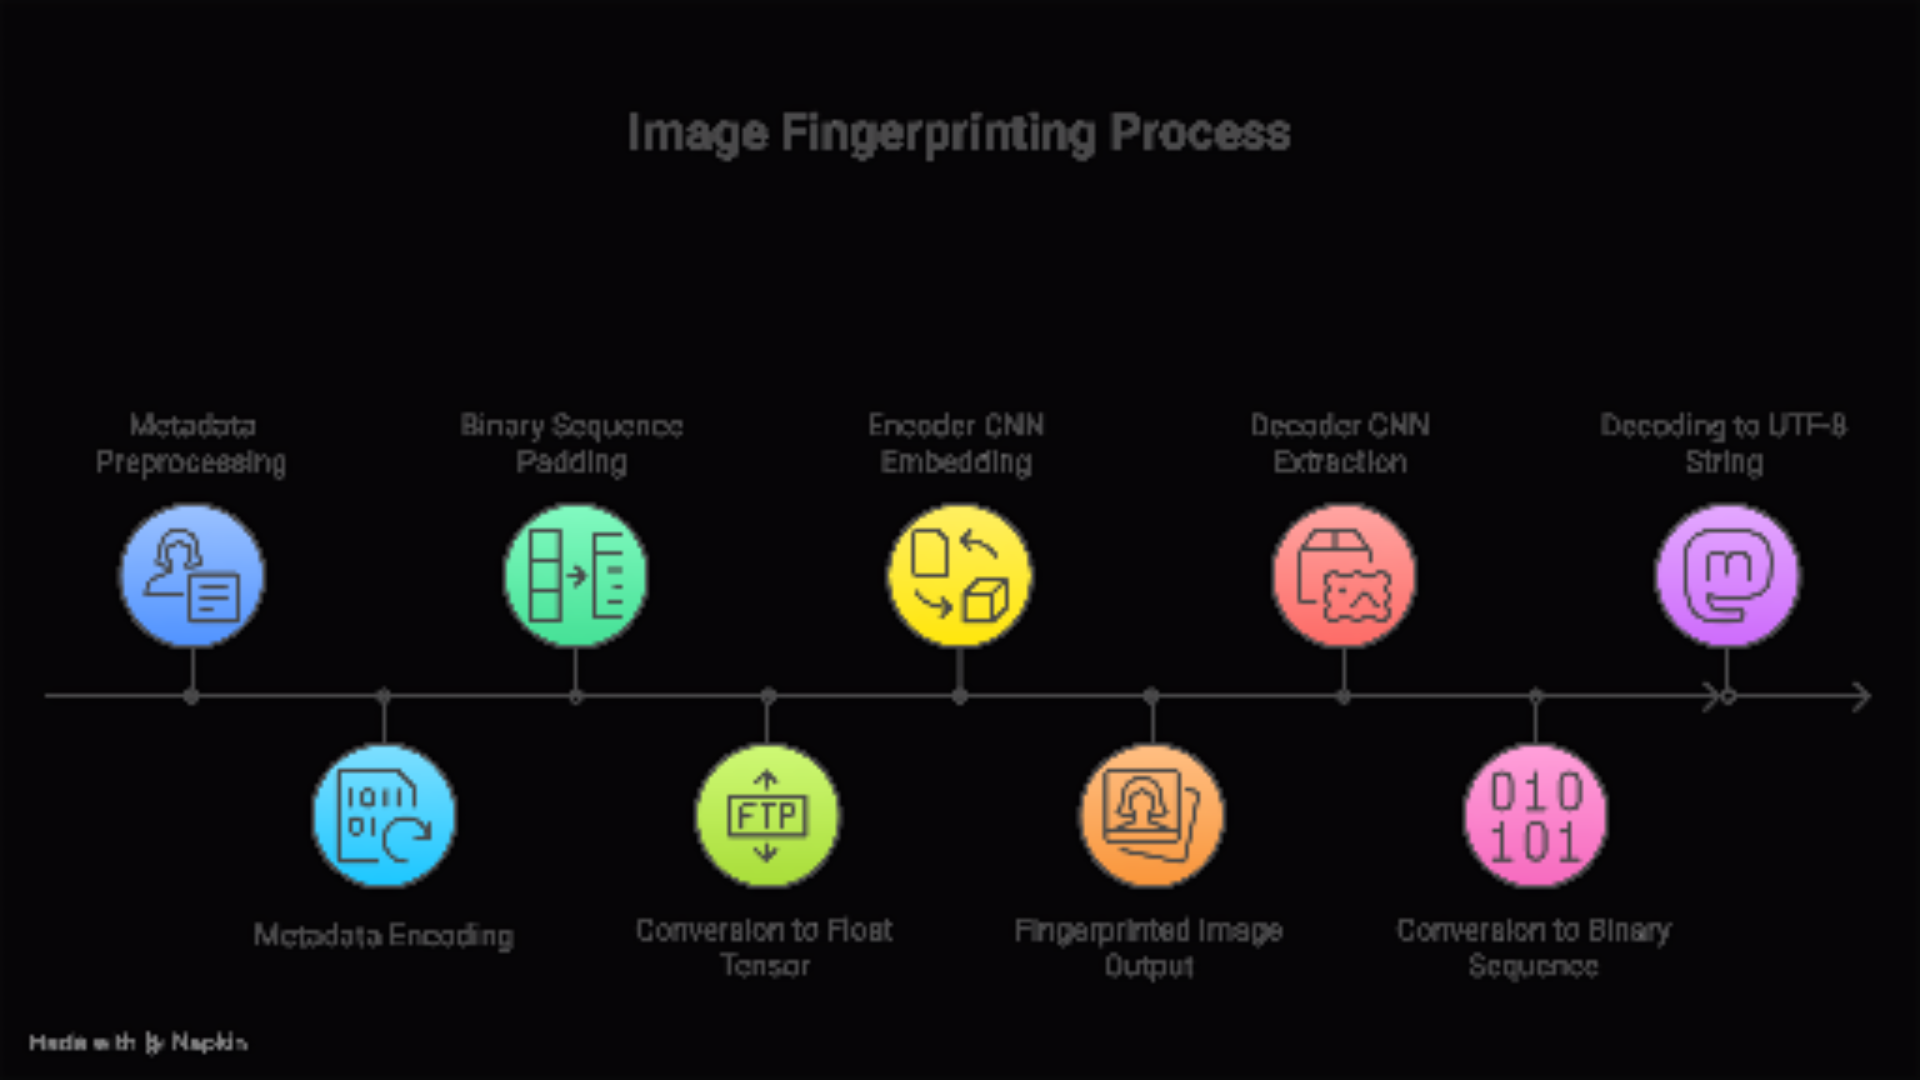 Image Fingerprinting Process
Metadata
Preprocessing
Binary Sequence
Padding
Encoder CNN
Embedding
Decoder CNN
Extraction
Decoding to UTF-8
String
1011
01
FTP
010
101
m
Metadata Encoding
Conversion to Float
Tensor
Fingerprinted Image
Output
Conversion to Binary
Sequence
Made with Napkin